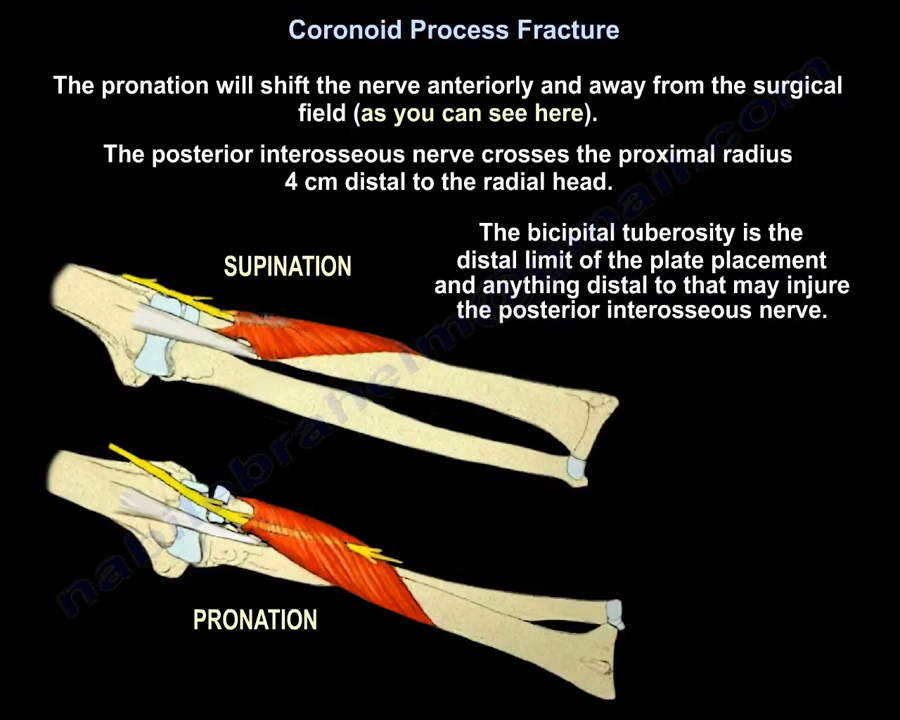 Coronoid Process Fracture
The pronation will shift the nerve anteriorly and away from the surgical
field (as you can see here).
The posterior interosseous nerve crosses the proximal radius
4 cm distal to the radial head.
The bicipital tuberosity is the
distal limit of the plate placement
and anything distal to that may injure
the posterior interosseous nerve.
SUPINATION
PRONATION